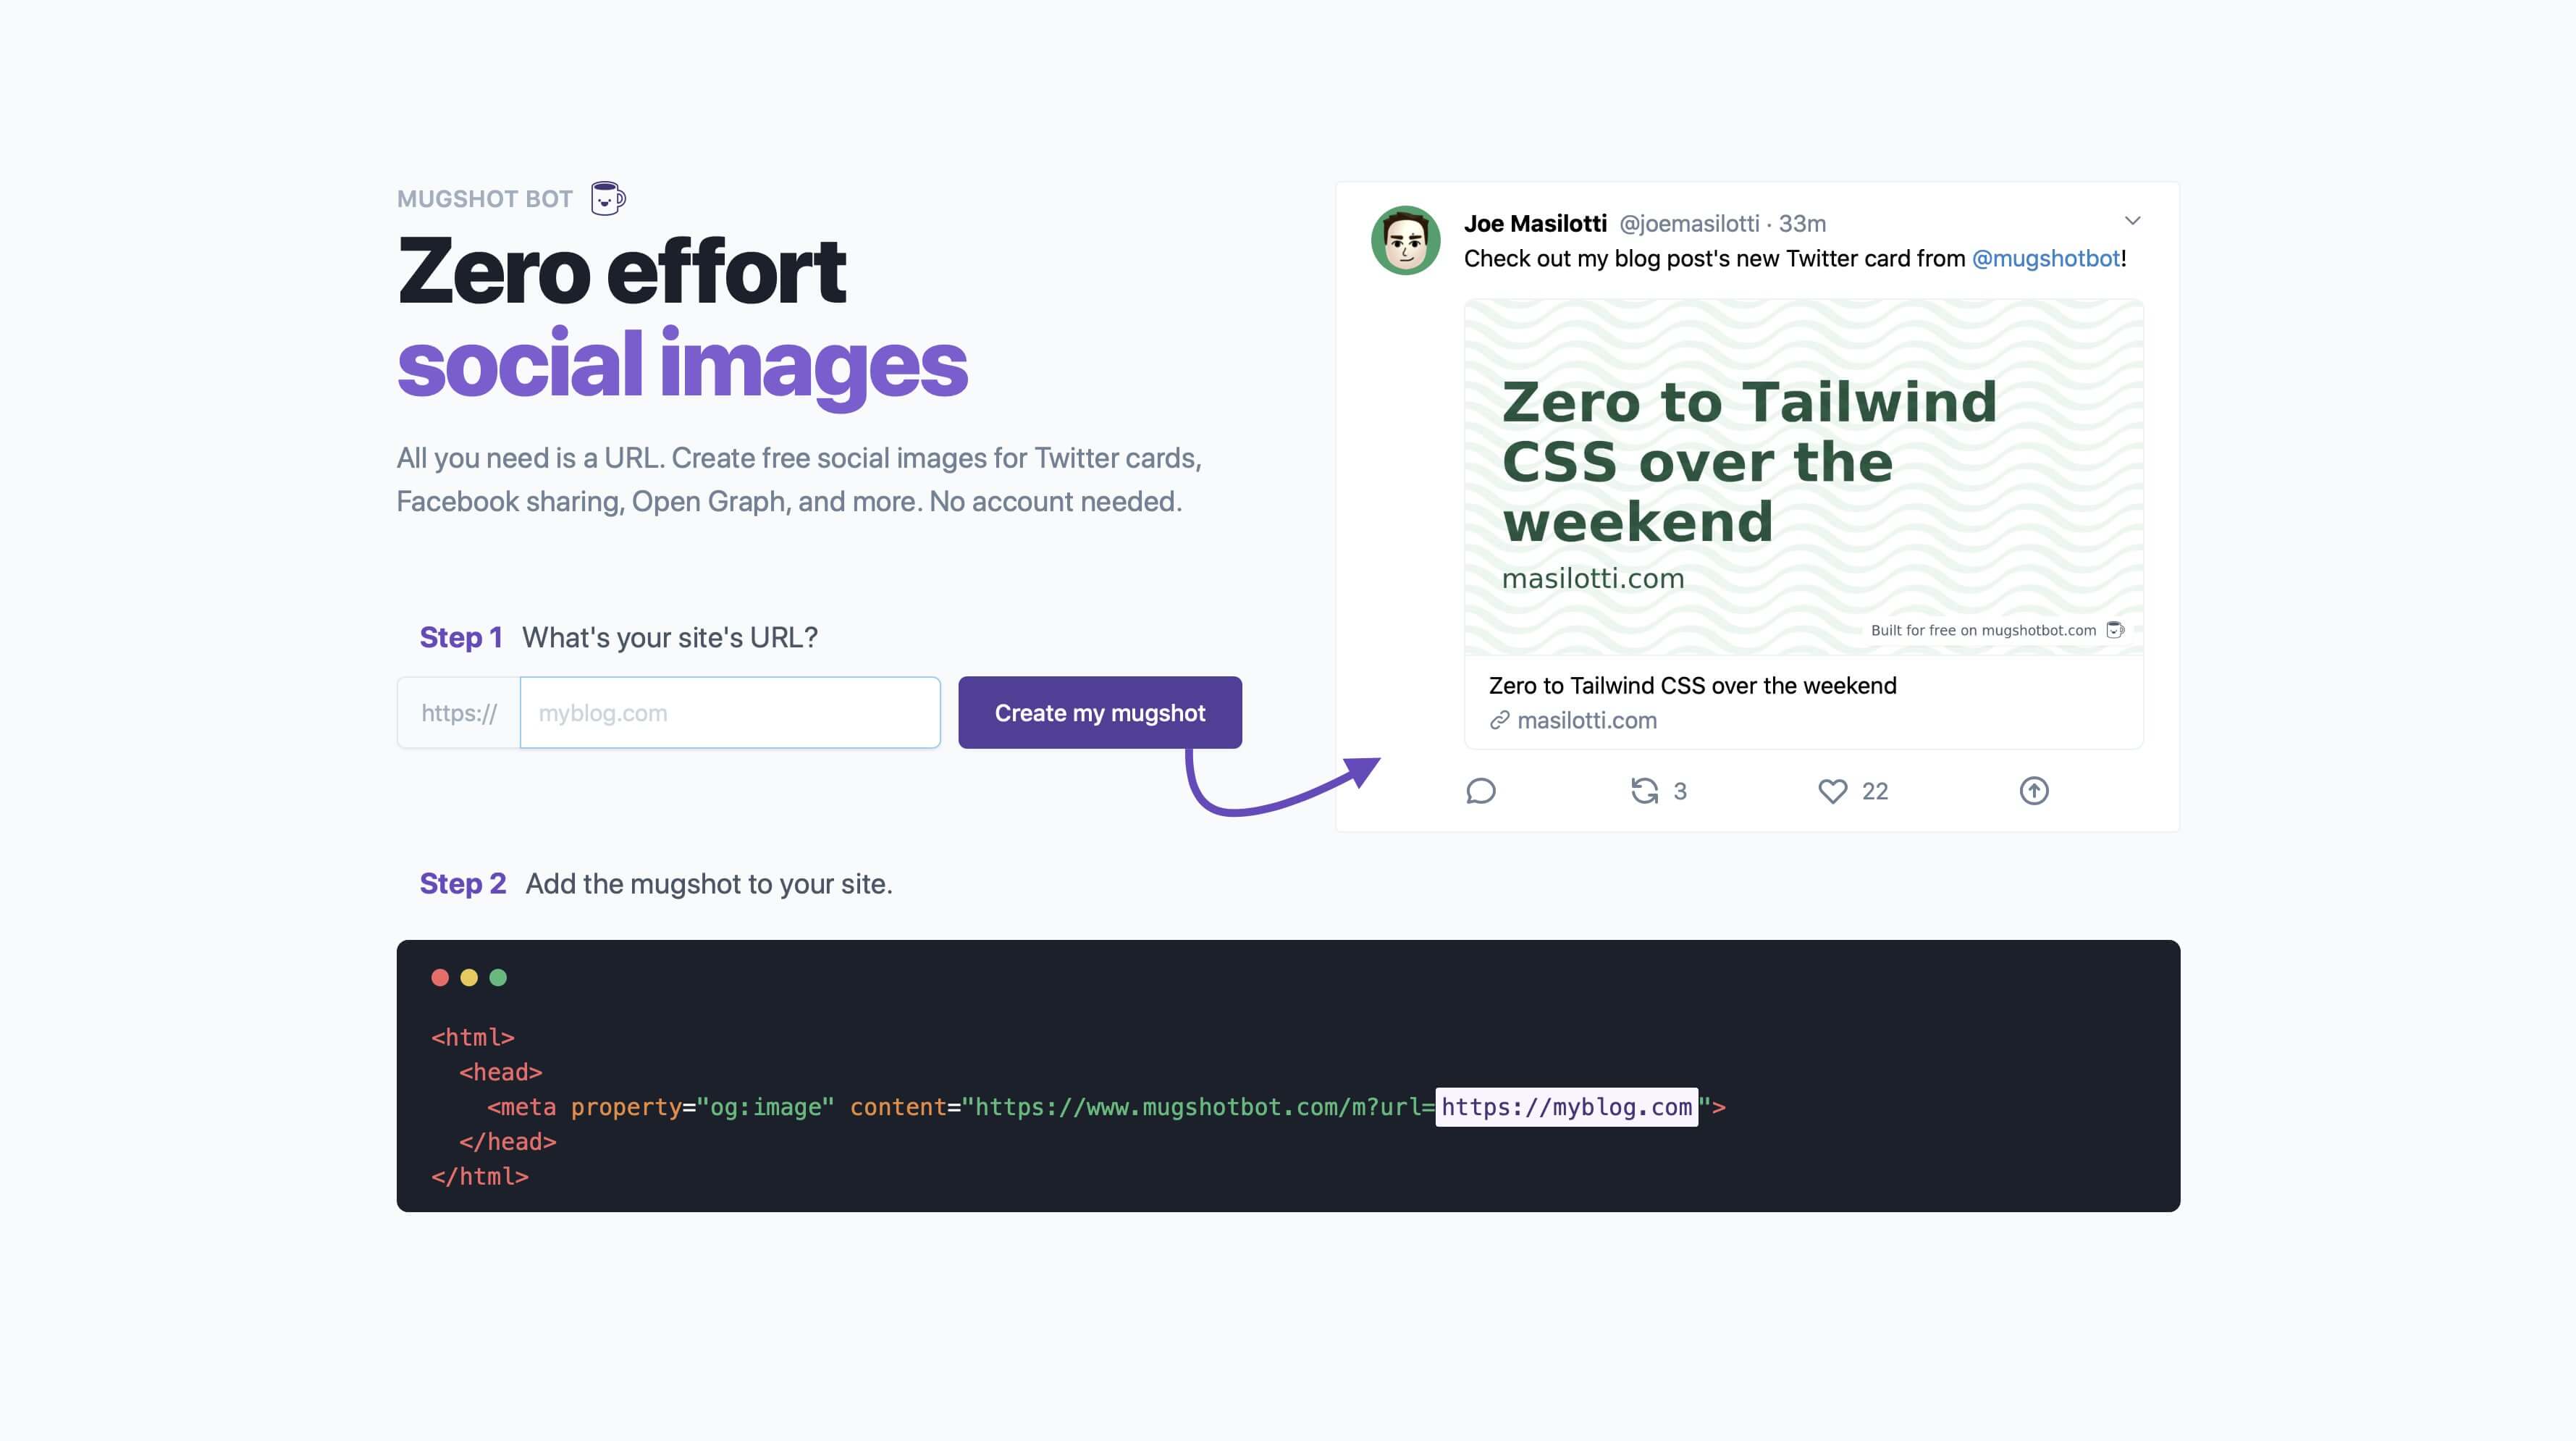 MUGSHOT BOT
Zero effort
social images
All you need is a URL. Create free social images for Twitter cards,
Facebook sharing, Open Graph, and more. No account needed.
Step 1 What's your site's URL?
https:// myblog.com
Create my mugshot
Joe Masilotti @joemasilotti · 33m
Check out my blog post's new Twitter card from @mugshotbot!
Zero to Tailwind
CSS over the
weekend
masilotti.com
Built for free on mugshotbot.com
Zero to Tailwind CSS over the weekend
masilotti.com
3 22
Step 2 Add the mugshot to your site.
<html>
  <head>
    <meta property="og:image" content="https://www.mugshotbot.com/m?url=https://myblog.com">
  </head>
</html>